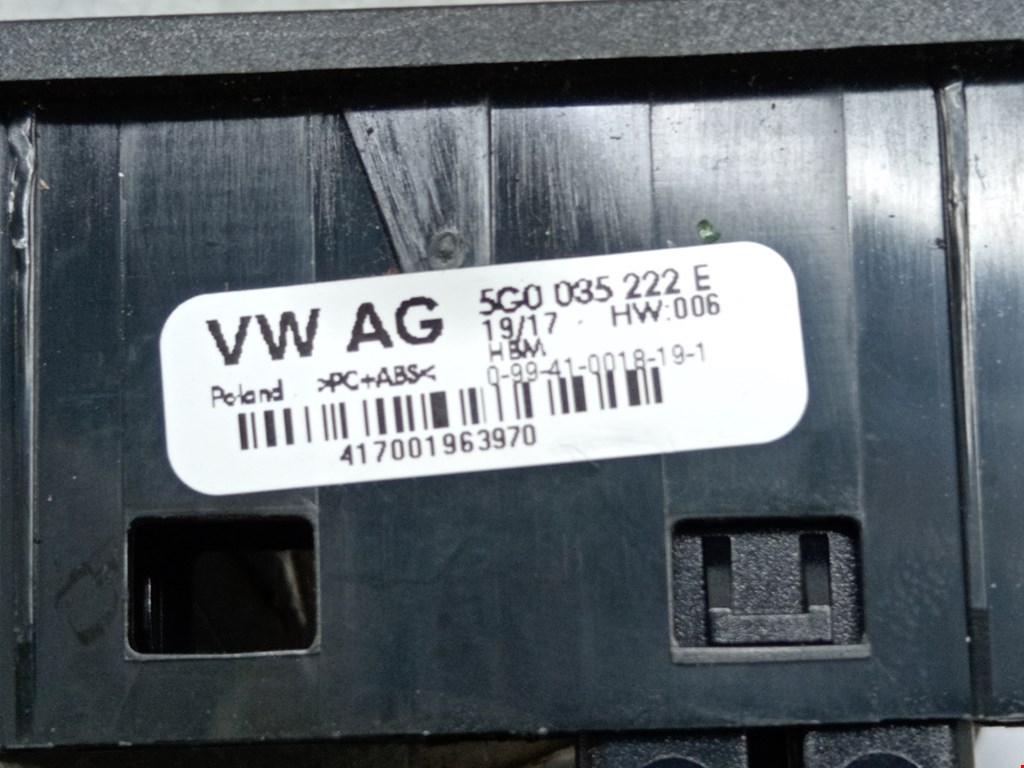 VW AG 5G0 035 222 E
19/17 HW:006
HBM
Poland >PC+ABS< 0-99-41-0018-19-1
417001963970